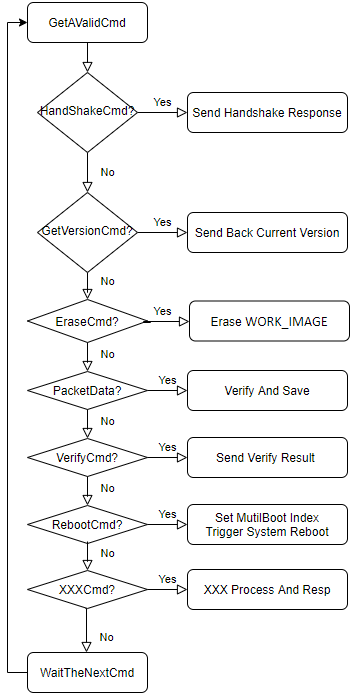 GetAValidCmd
HandShakeCmd?
Yes
Send Handshake Response
No
GetVersionCmd?
Yes
Send Back Current Version
No
EraseCmd?
Yes
Erase WORK_IMAGE
No
PacketData?
Yes
Verify And Save
No
VerifyCmd?
Yes
Send Verify Result
No
RebootCmd?
Yes
Set MutilBoot Index
Trigger System Reboot
No
XXXCmd?
Yes
XXX Process And Resp
No
WaitTheNextCmd